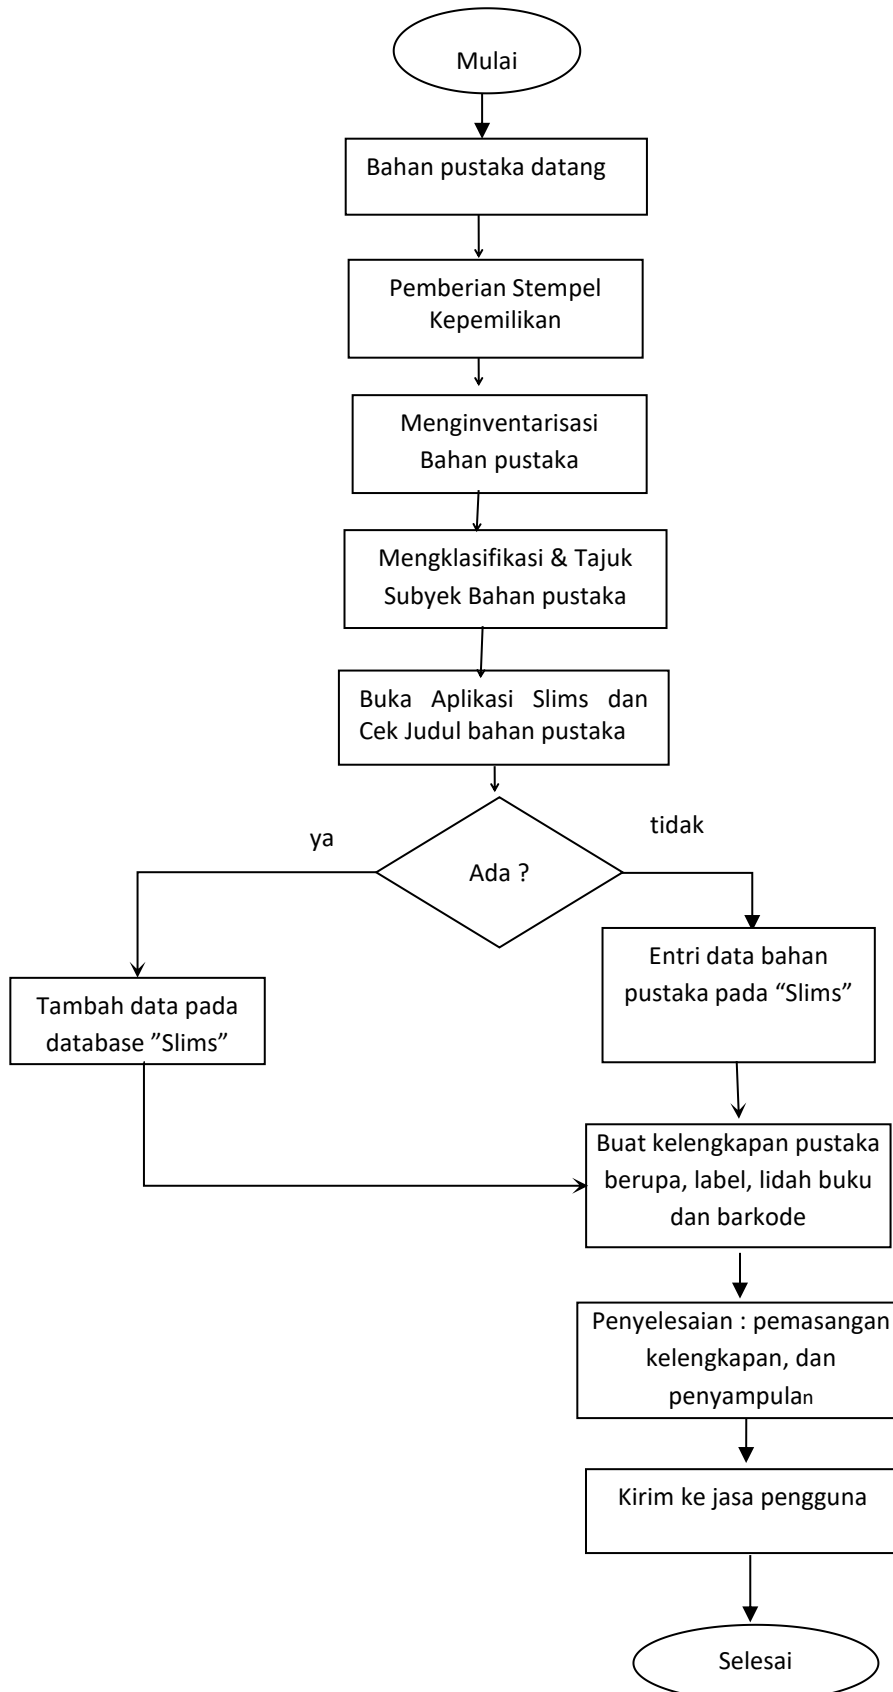 Mulai
Bahan pustaka datang
Pemberian Stempel
Kepemilikan
Menginventarisasi
Bahan pustaka
Mengklasifikasi & Tajuk
Subyek Bahan pustaka
Buka Aplikasi Slims dan
Cek Judul bahan pustaka
ya
tidak
Ada ?
Entri data bahan
pustaka pada “Slims”
Tambah data pada
database ”Slims”
Buat kelengkapan pustaka
berupa, label, lidah buku
dan barkode
Penyelesaian : pemasangan
kelengkapan, dan
penyampulan
Kirim ke jasa pengguna
Selesai